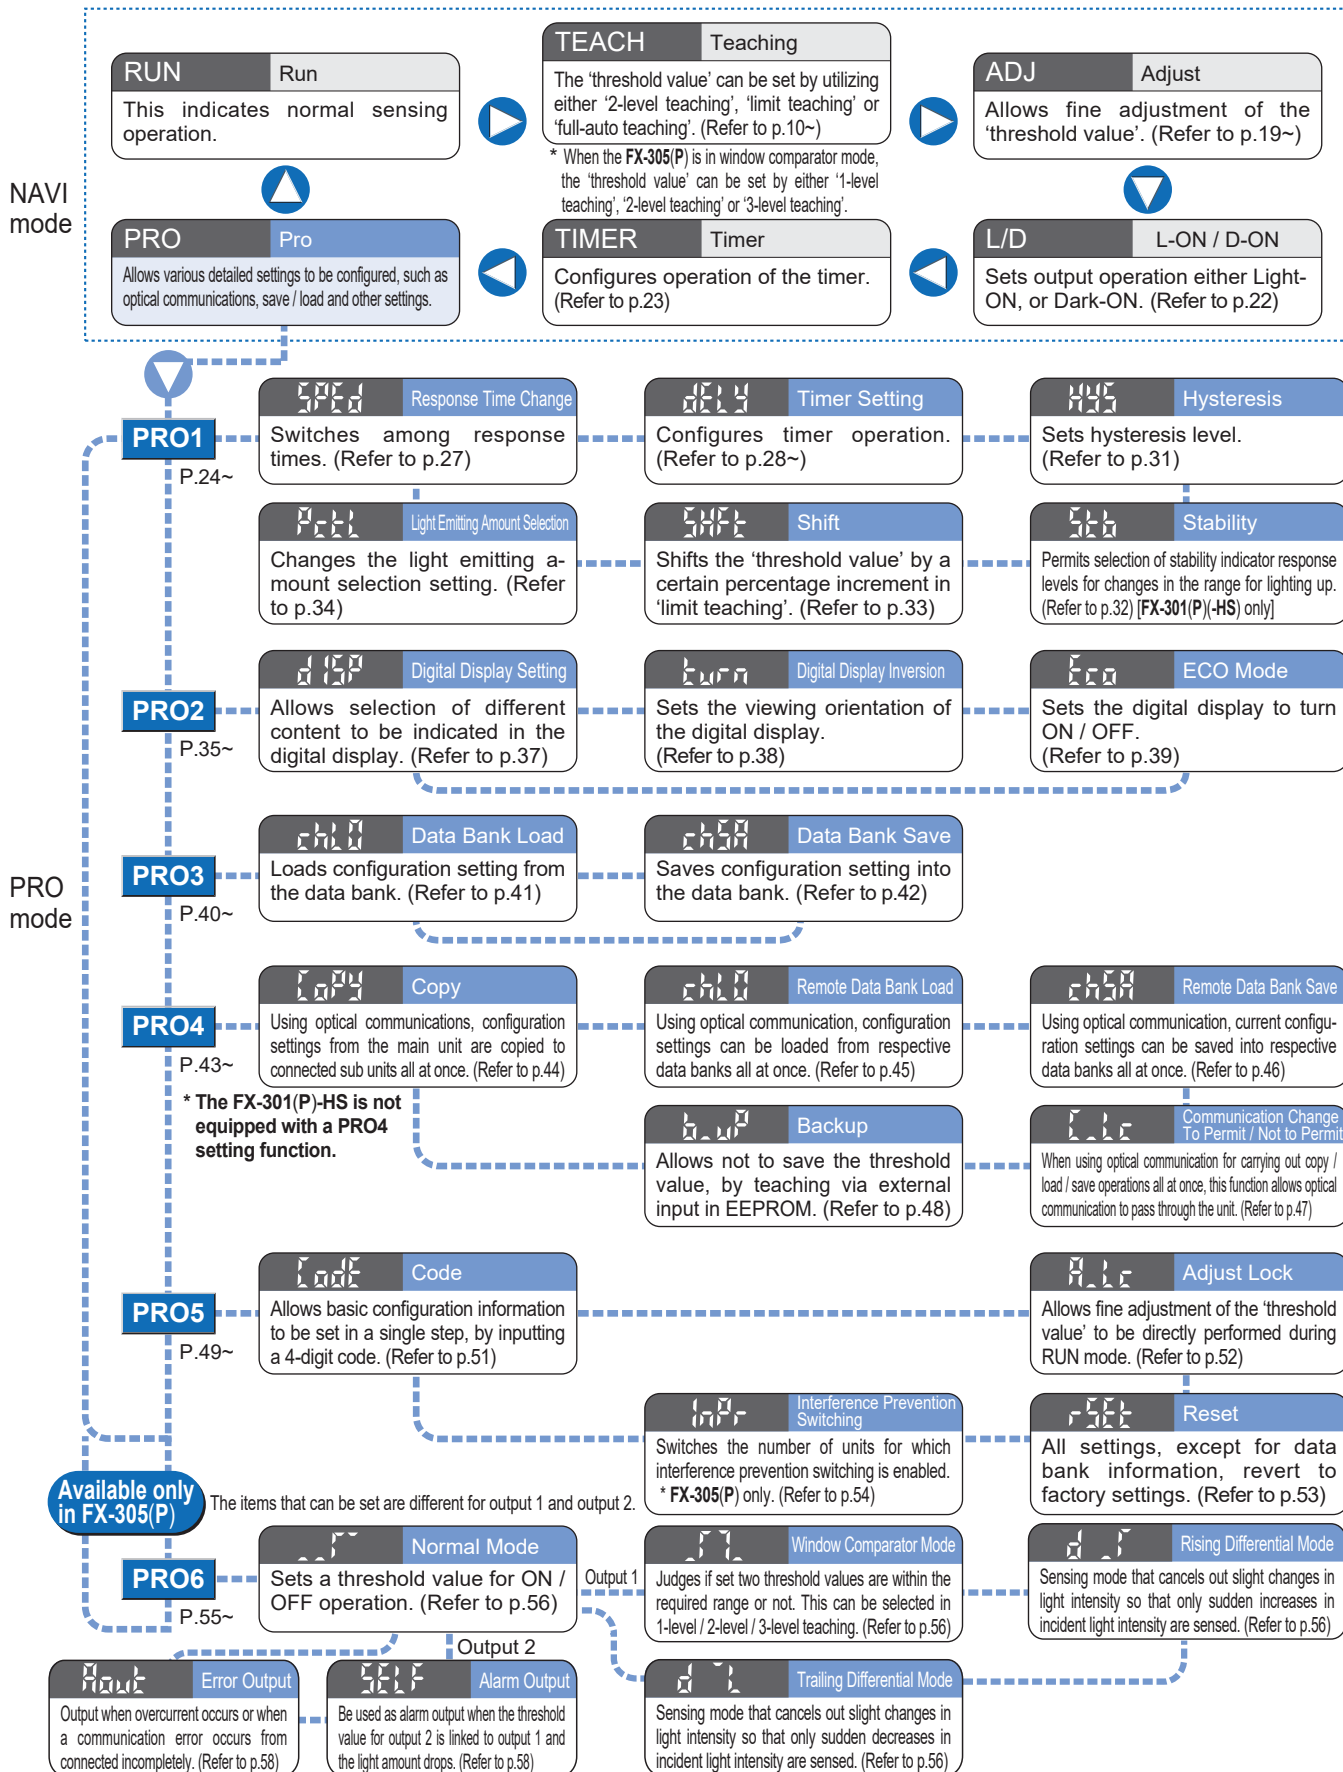 NAVI
mode
RUN Run
This indicates normal sensing
operation.
TEACH Teaching
The ‘threshold value’ can be set by utilizing
either ‘2-level teaching’, ‘limit teaching’ or
‘full-auto teaching’. (Refer to p.10~)
* When the FX-305(P) is in window comparator mode,
the ‘threshold value’ can be set by either ‘1-level
teaching’, ‘2-level teaching’ or ‘3-level teaching’.
ADJ Adjust
Allows fine adjustment of the
‘threshold value’. (Refer to p.19~)
PRO Pro
Allows various detailed settings to be configured, such as
optical communications, save / load and other settings.
TIMER Timer
Configures operation of the timer.
(Refer to p.23)
L/D L-ON / D-ON
Sets output operation either Light-
ON, or Dark-ON. (Refer to p.22)
PRO
mode
PRO1
P.24~
SPEd Response Time Change
Switches among response
times. (Refer to p.27)
dELY Timer Setting
Configures timer operation.
(Refer to p.28~)
HYS Hysteresis
Sets hysteresis level.
(Refer to p.31)
PctL Light Emitting Amount Selection
Changes the light emitting a-
mount selection setting. (Refer
to p.34)
SHFt Shift
Shifts the ‘threshold value’ by a
certain percentage increment in
‘limit teaching’. (Refer to p.33)
Stb Stability
Permits selection of stability indicator response
levels for changes in the range for lighting up.
(Refer to p.32) [FX-301(P)(-HS) only]
PRO2
P.35~
dISP Digital Display Setting
Allows selection of different
content to be indicated in the
digital display. (Refer to p.37)
turn Digital Display Inversion
Sets the viewing orientation of
the digital display.
(Refer to p.38)
Eco ECO Mode
Sets the digital display to turn
ON / OFF.
(Refer to p.39)
PRO3
P.40~
chLO Data Bank Load
Loads configuration setting from
the data bank. (Refer to p.41)
chSA Data Bank Save
Saves configuration setting into
the data bank. (Refer to p.42)
PRO4
P.43~
* The FX-301(P)-HS is not
equipped with a PRO4
setting function.
CoPY Copy
Using optical communications, configuration
settings from the main unit are copied to
connected sub units all at once. (Refer to p.44)
chLO Remote Data Bank Load
Using optical communication, configuration
settings can be loaded from respective
data banks all at once. (Refer to p.45)
chSA Remote Data Bank Save
Using optical communication, current configu-
ration settings can be saved into respective
data banks all at once. (Refer to p.46)
b_uP Backup
Allows not to save the threshold
value, by teaching via external
input in EEPROM. (Refer to p.48)
C_Lc Communication Change
To Permit / Not to Permit
When using optical communication for carrying out copy /
load / save operations all at once, this function allows optical
communication to pass through the unit. (Refer to p.47)
PRO5
P.49~
CodE Code
Allows basic configuration information
to be set in a single step, by inputting
a 4-digit code. (Refer to p.51)
A_Lc Adjust Lock
Allows fine adjustment of the ‘threshold
value’ to be directly performed during
RUN mode. (Refer to p.52)
InPr Interference Prevention
Switching
Switches the number of units for which
interference prevention switching is enabled.
* FX-305(P) only. (Refer to p.54)
rSEt Reset
All settings, except for data
bank information, revert to
factory settings. (Refer to p.53)
Available only
in FX-305(P)
The items that can be set are different for output 1 and output 2.
PRO6
P.55~
Normal Mode
Sets a threshold value for ON /
OFF operation. (Refer to p.56)
Output 1
Window Comparator Mode
Judges if set two threshold values are within the
required range or not. This can be selected in
1-level / 2-level / 3-level teaching. (Refer to p.56)
d Rising Differential Mode
Sensing mode that cancels out slight changes in
light intensity so that only sudden increases in
incident light intensity are sensed. (Refer to p.56)
Output 2
Aout Error Output
Output when overcurrent occurs or when
a communication error occurs from
connected incompletely. (Refer to p.58)
SELF Alarm Output
Be used as alarm output when the threshold
value for output 2 is linked to output 1 and
the light amount drops. (Refer to p.58)
d Trailing Differential Mode
Sensing mode that cancels out slight changes in
light intensity so that only sudden decreases in
incident light intensity are sensed. (Refer to p.56)